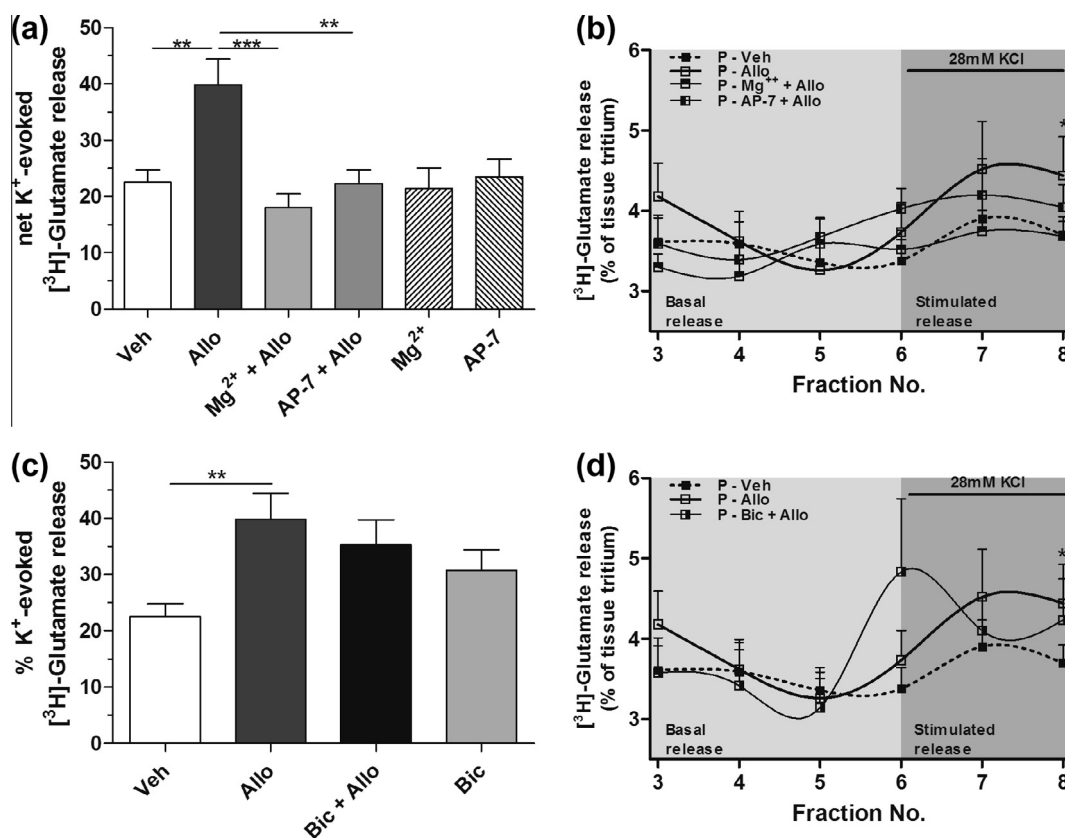 (a)
net K⁺-evoked
[³H]-Glutamate release
50
40
30
20
10
0
**
***
**
Veh
Allo
Mg²⁺ + Allo
AP-7 + Allo
Mg²⁺
AP-7
(b)
[³H]-Glutamate release
(% of tissue tritium)
6
5
4
3
P - Veh
P - Allo
P - Mg⁺⁺ + Allo
P - AP-7 + Allo
28mM KCl
*
Basal
release
Stimulated
release
3 4 5 6 7 8
Fraction No.
(c)
% K⁺-evoked
[³H]-Glutamate release
50
40
30
20
10
0
**
Veh
Allo
Bic + Allo
Bic
(d)
[³H]-Glutamate release
(% of tissue tritium)
6
5
4
3
P - Veh
P - Allo
P - Bic + Allo
28mM KCl
*
Basal
release
Stimulated
release
3 4 5 6 7 8
Fraction No.